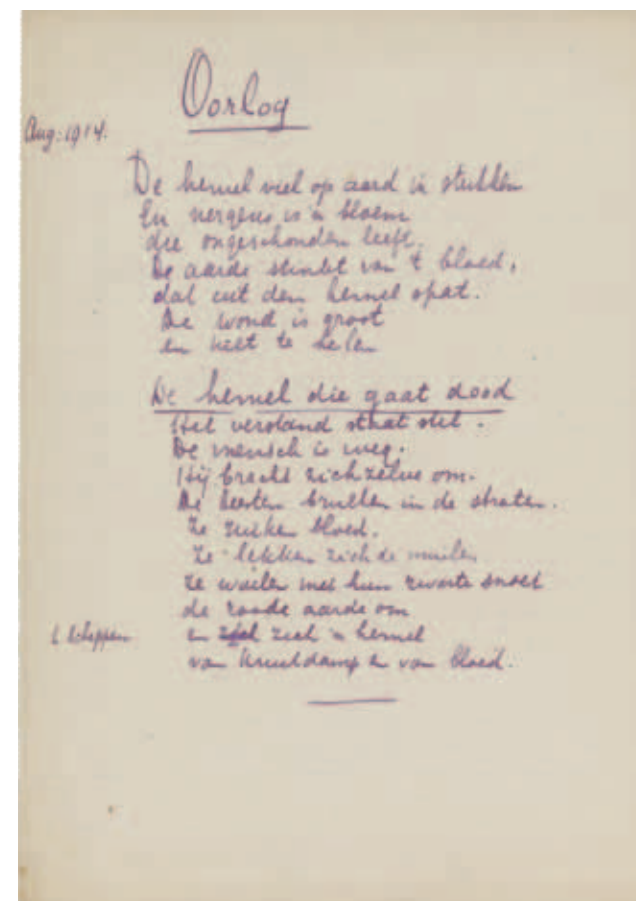 Oorlog
Aug: 1914.
De hemel viel op aard in stukken
En nergens is 'n bloem
die ongeschonden leeft.
De aarde stinkt van 't bloed,
dat uit den hemel spat.
De wond is groot
en niet te helen
De hemel die gaat dood
Het verstand staat stil.
De mensch is weg.
Hij bracht zichzelve om.
De beesten brullen in de straten.
Ze zuiken bloed.
Ze likken zich de muilen
Ze woelen met hun zwarte snoet
de roode aarde om
L scheppen
en zich 'n hemel
van kruitdamp en van bloed.